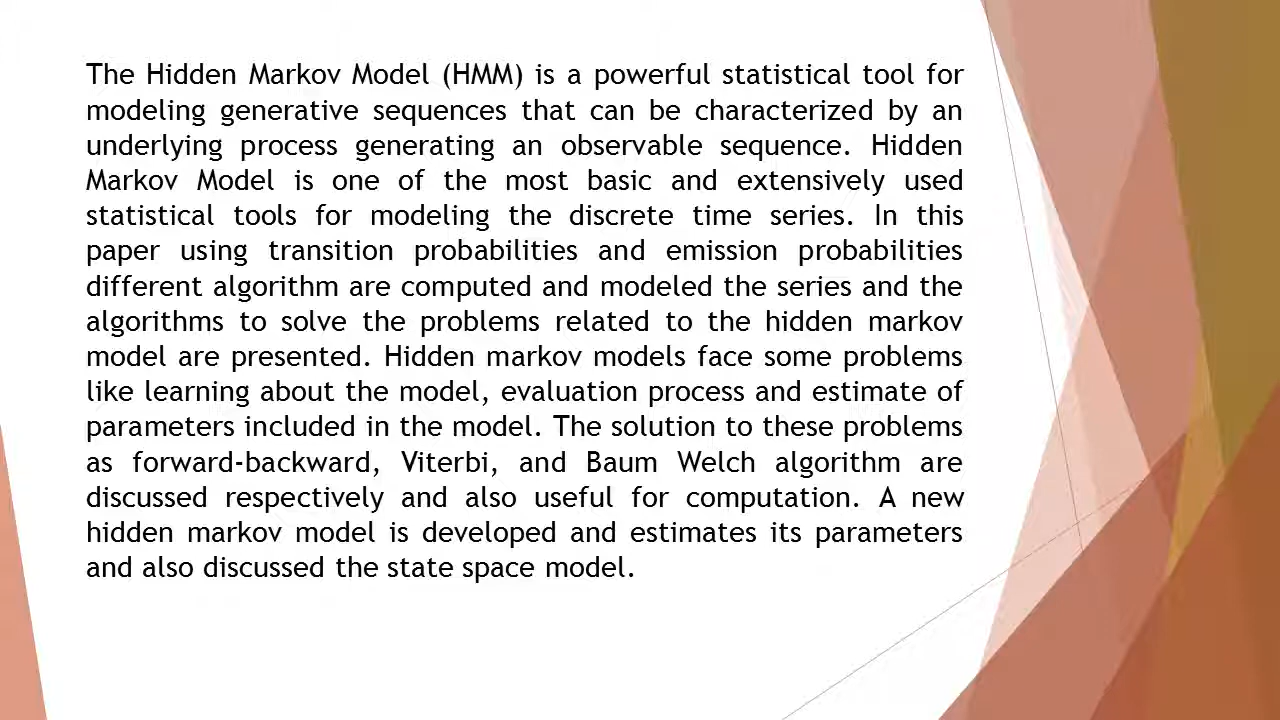 The Hidden Markov Model (HMM) is a powerful statistical tool for
modeling generative sequences that can be characterized by an
underlying process generating an observable sequence. Hidden
Markov Model is one of the most basic and extensively used
statistical tools for modeling the discrete time series. In this
paper using transition probabilities and emission probabilities
different algorithm are computed and modeled the series and the
algorithms to solve the problems related to the hidden markov
model are presented. Hidden markov models face some problems
like learning about the model, evaluation process and estimate of
parameters included in the model. The solution to these problems
as forward-backward, Viterbi, and Baum Welch algorithm are
discussed respectively and also useful for computation. A new
hidden markov model is developed and estimates its parameters
and also discussed the state space model.